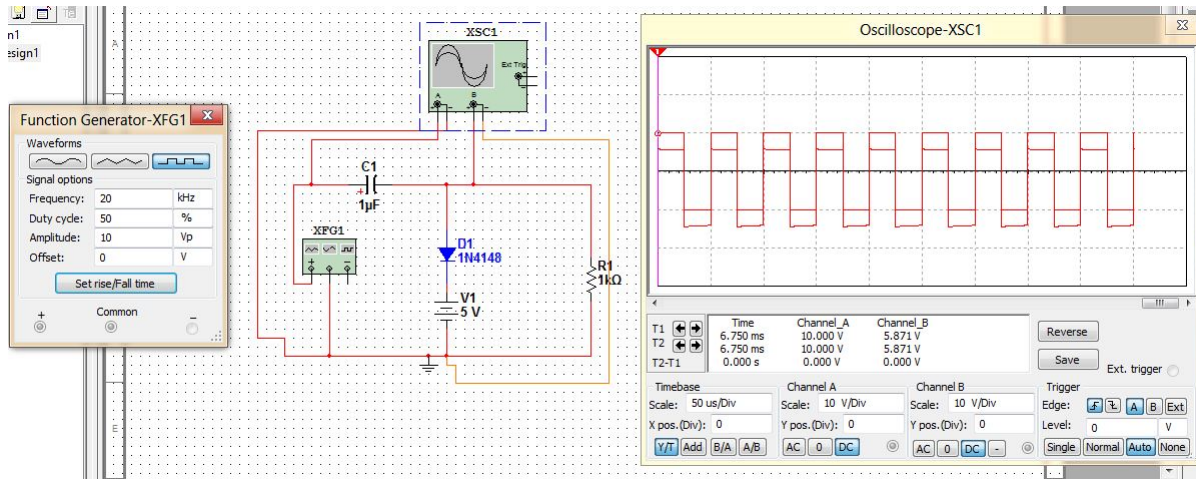 n1
esign1
A
E
Function Generator-XFG1
Waveforms
Signal options
Frequency: 20 kHz
Duty cycle: 50 %
Amplitude: 10 Vp
Offset: 0 V
Set rise/Fall time
+ Common −
XSC1
Ext Trig
A B
C1
1µF
XFG1
D1
1N4148
V1
5 V
R1
1kΩ
Oscilloscope-XSC1
Time Channel_A Channel_B
T1 6.750 ms 10.000 V 5.871 V
T2 6.750 ms 10.000 V 5.871 V
T2-T1 0.000 s 0.000 V 0.000 V
Reverse
Save
Ext. trigger
Timebase
Scale: 50 us/Div
X pos.(Div): 0
Y/T Add B/A A/B
Channel A
Scale: 10 V/Div
Y pos.(Div): 0
AC 0 DC
Channel B
Scale: 10 V/Div
Y pos.(Div): 0
AC 0 DC -
Trigger
Edge: A B Ext
Level: 0 V
Single Normal Auto None